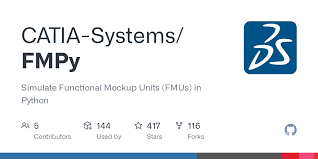 CATIA-Systems/
FMPy
Simulate Functional Mockup Units (FMUs) in
Python
5
Contributors
144
Used by
417
Stars
116
Forks